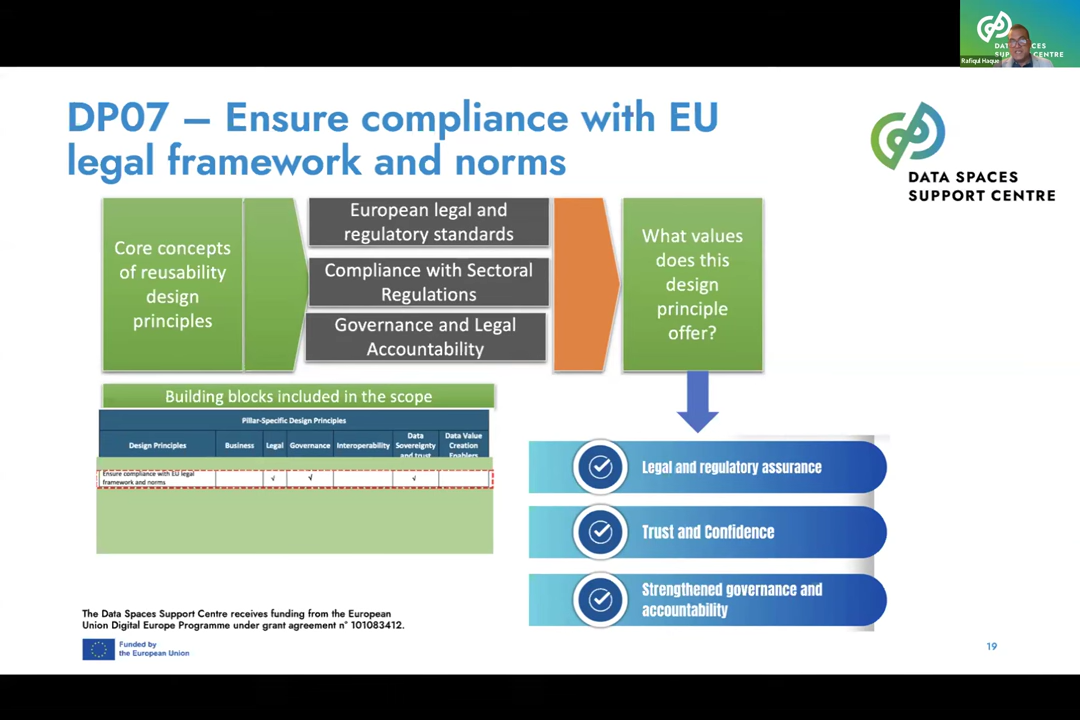 DATA SPACES
SUPPORT CENTRE
Rafiqul Haque
DP07 – Ensure compliance with EU
legal framework and norms
DATA SPACES
SUPPORT CENTRE
Core concepts
of reusability
design
principles
European legal and
regulatory standards
Compliance with Sectoral
Regulations
Governance and Legal
Accountability
What values
does this
design
principle
offer?
Building blocks included in the scope
Pillar-Specific Design Principles
Design Principles Business Legal Governance Interoperability Data Sovereignty and trust Data Value Creation Enablers
Ensure compliance with EU legal
framework and norms √ √ √
Legal and regulatory assurance
Trust and Confidence
Strengthened governance and
accountability
The Data Spaces Support Centre receives funding from the European
Union Digital Europe Programme under grant agreement n° 101083412.
Funded by
the European Union
19